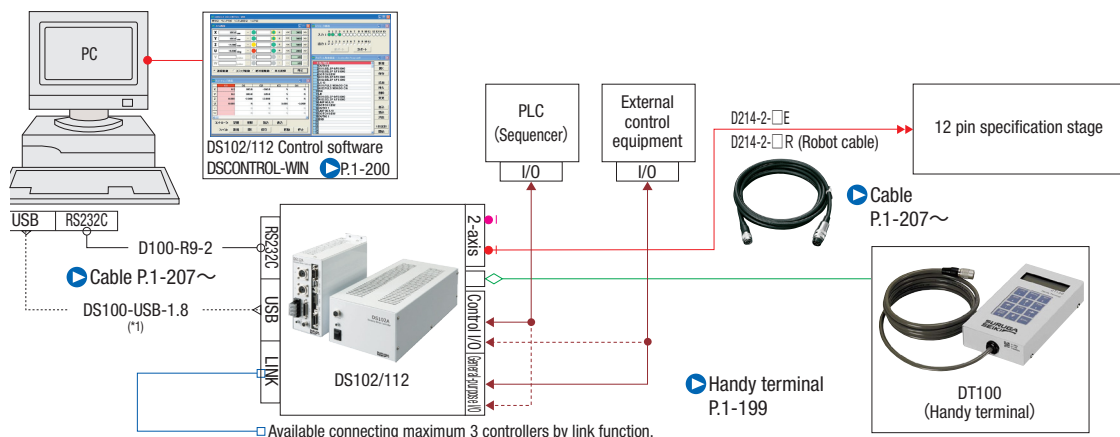 PC
DS102/112 Control software
DSCONTROL-WIN P.1-200
PLC
(Sequencer)
I/O
External
control
equipment
I/O
D214-2-□E
D214-2-□R (Robot cable)
12 pin specification stage
Cable
P.1-207～
USB
RS232C
D100-R9-2
Cable P.1-207～
DS100-USB-1.8
(*1)
RS232C
USB
LINK
2-axis
Control I/O
General-purpose I/O
DS102A
DS102/112
SURUGA
SEIKI
Handy terminal
P.1-199
DT100
(Handy terminal)
Available connecting maximum 3 controllers by link function.